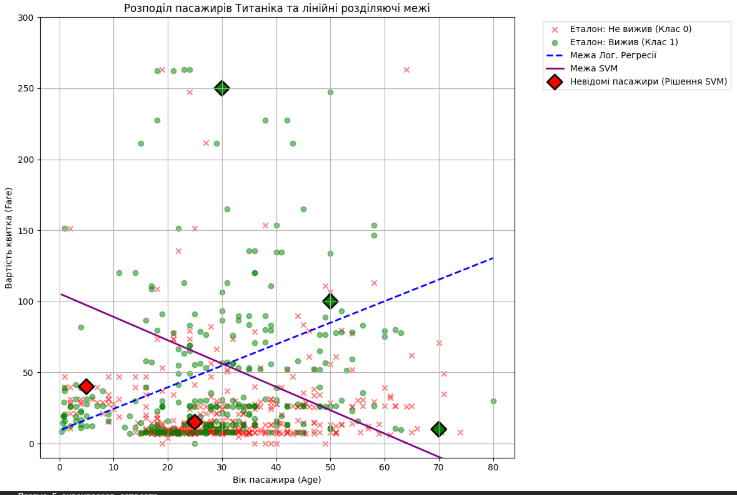 Розподіл пасажирів Титаніка та лінійні розділяючі межі
300
250
200
150
100
50
0
Вартість квитка (Fare)
0 10 20 30 40 50 60 70 80
Вік пасажира (Age)
Еталон: Не вижив (Клас 0)
Еталон: Вижив (Клас 1)
Межа Лог. Регресії
Межа SVM
Невідомі пасажири (Рішення SVM)